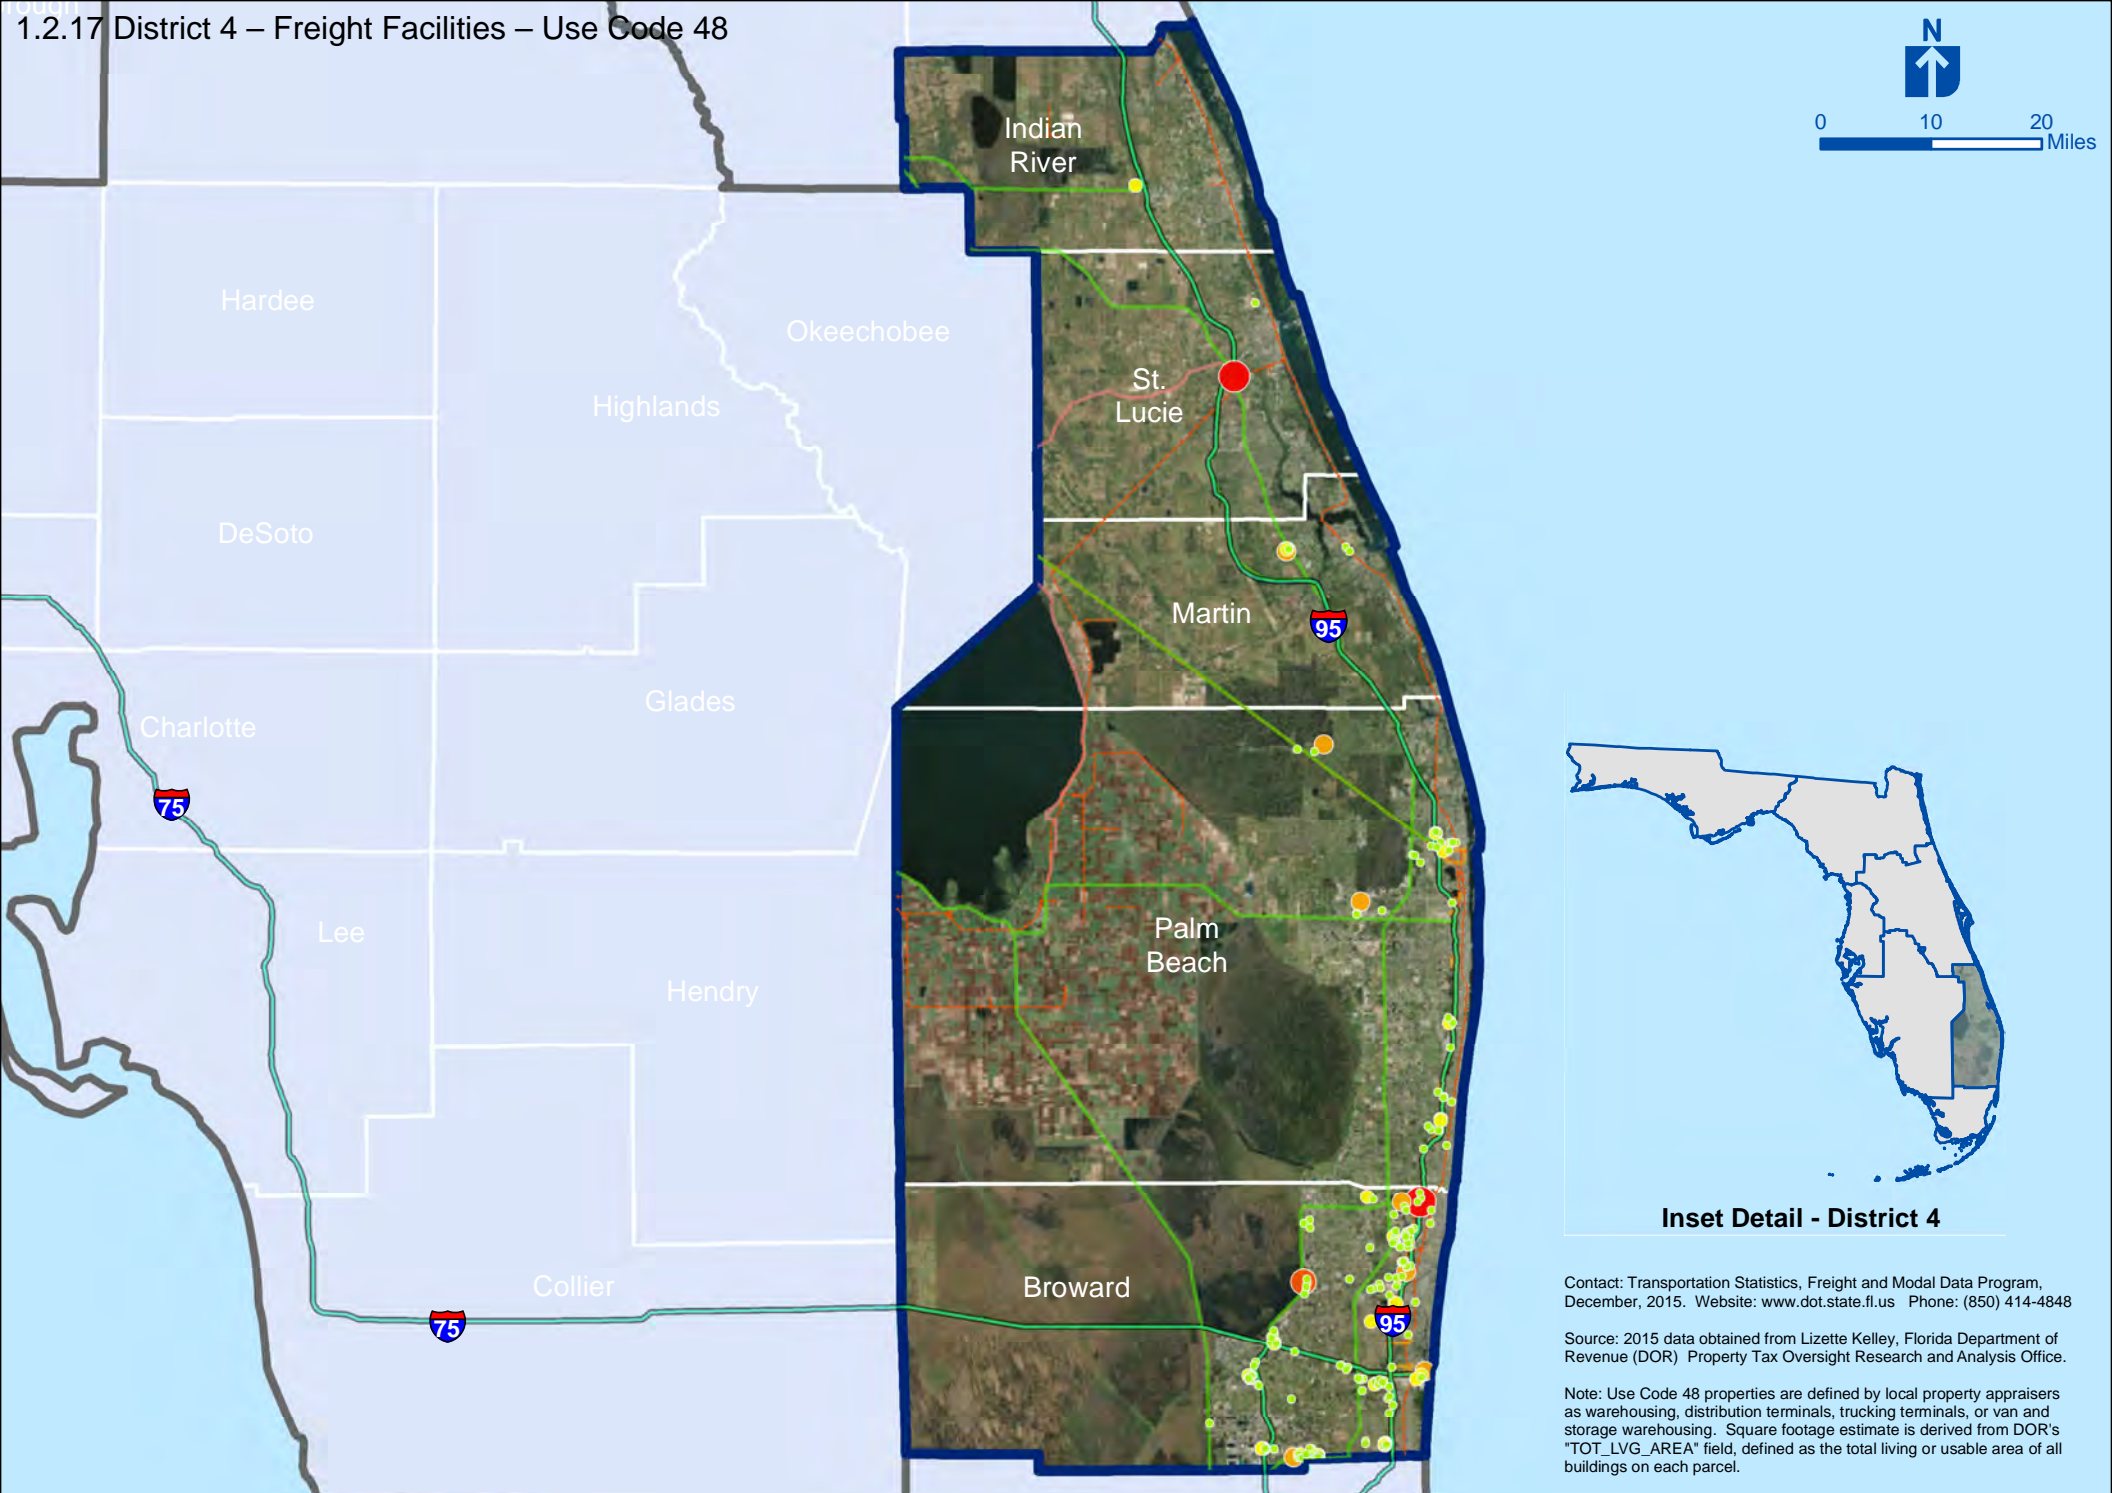 rough
1.2.17 District 4 – Freight Facilities – Use Code 48
N
0 10 20
Miles
Indian
River
Hardee
Okeechobee
St.
Lucie
Highlands
DeSoto
Martin
95
Glades
Charlotte
75
Palm
Beach
Lee
Hendry
Inset Detail - District 4
Collier
Broward
75
95
Contact: Transportation Statistics, Freight and Modal Data Program,
December, 2015. Website: www.dot.state.fl.us Phone: (850) 414-4848
Source: 2015 data obtained from Lizette Kelley, Florida Department of
Revenue (DOR) Property Tax Oversight Research and Analysis Office.
Note: Use Code 48 properties are defined by local property appraisers
as warehousing, distribution terminals, trucking terminals, or van and
storage warehousing. Square footage estimate is derived from DOR's
"TOT_LVG_AREA" field, defined as the total living or usable area of all
buildings on each parcel.